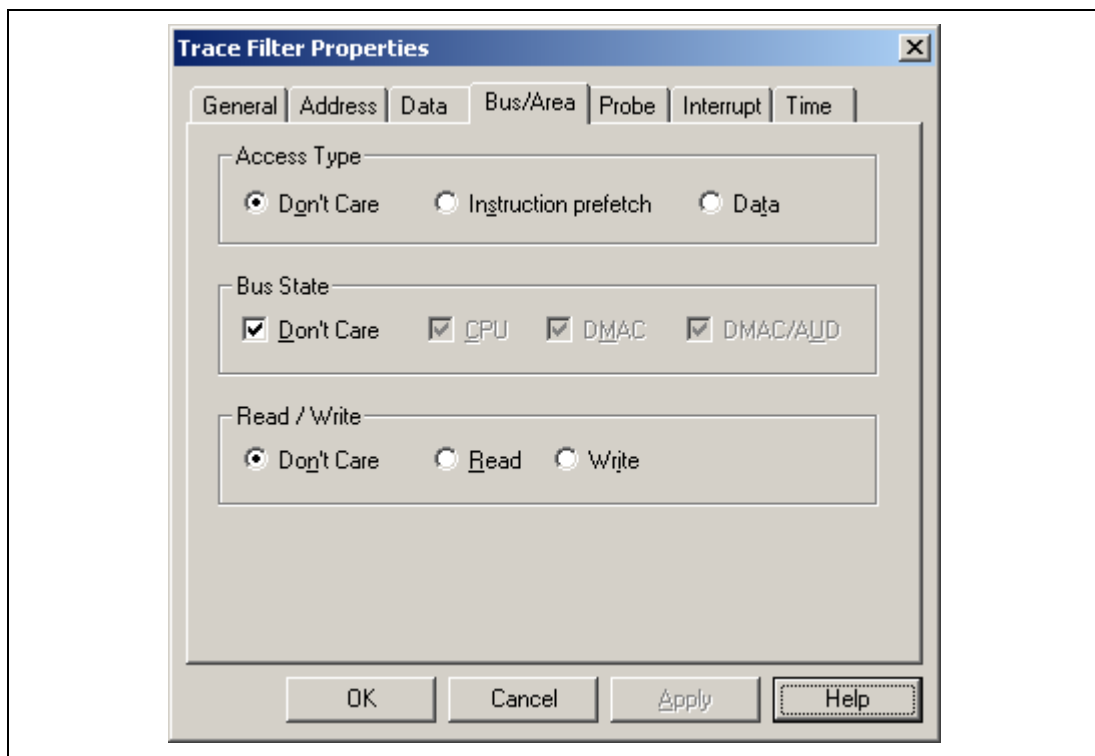 Trace Filter Properties
General Address Data Bus/Area Probe Interrupt Time
Access Type
Don't Care Instruction prefetch Data
Bus State
Don't Care CPU DMAC DMAC/AUD
Read / Write
Don't Care Read Write
OK Cancel Apply Help